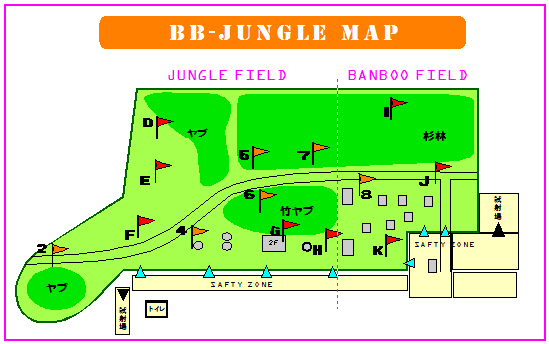 BB-JUNGLE MAP
JUNGLE FIELD
BANBOO FIELD
I
D
ヤブ
杉林
5
7
E
J
6
8
試射場
竹ヤブ
F
4
G
2F
H
K
SAFTY ZONE
2
ヤブ
SAFTY ZONE
試射場
トイレ